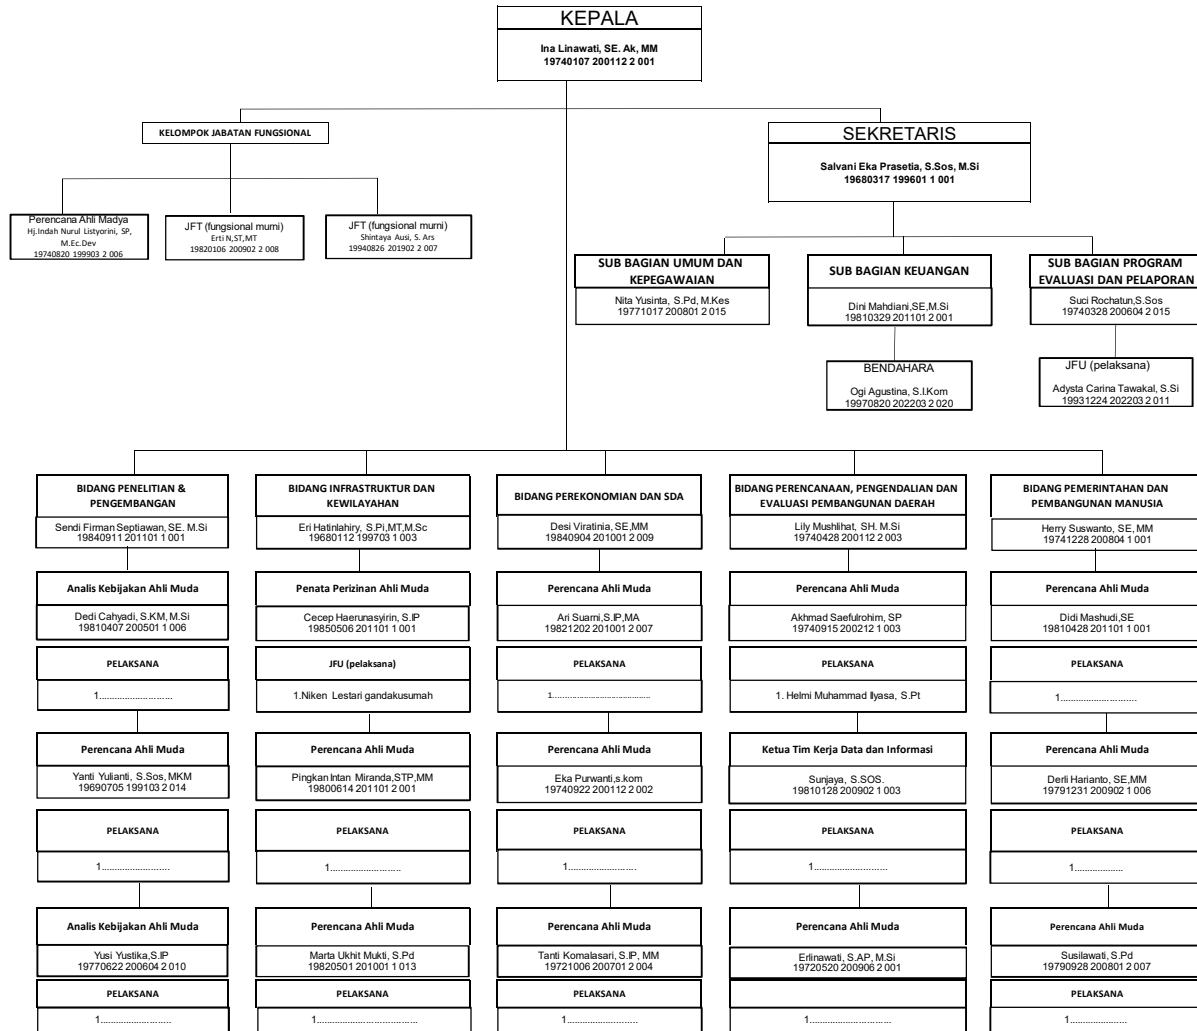 KEPALA
Ina Linawati, SE. Ak, MM
19740107 200112 2 001
KELOMPOK JABATAN FUNGSIONAL
SEKRETARIS
Salvani Eka Prasetia, S.Sos, M.Si
19680317 199601 1 001
Perencana Ahli Madya
Hj.Indah Nurul Listyorini, SP,
M.Ec.Dev
19740820 199903 2 006
JFT (fungsional murni)
Erti N,ST,MT
19820106 200902 2 008
JFT (fungsional murni)
Shintaya Ausi, S. Ars
19940826 201902 2 007
SUB BAGIAN UMUM DAN
KEPEGAWAIAN
Nita Yusinta, S.Pd, M.Kes
19771017 200801 2 015
SUB BAGIAN KEUANGAN
Dini Mahdiani,SE,M.Si
19810329 201101 2 001
SUB BAGIAN PROGRAM
EVALUASI DAN PELAPORAN
Suci Rochatun,S.Sos
19740328 200604 2 015
BENDAHARA
Ogi Agustina, S.I.Kom
19970820 202203 2 020
JFU (pelaksana)
Adysta Carina Tawakal, S.Si
19931224 202203 2 011
BIDANG PENELITIAN &
PENGEMBANGAN
Sendi Firman Septiawan, SE. M.Si
19840911 201101 1 001
BIDANG INFRASTRUKTUR DAN
KEWILAYAHAN
Eri Hatinlahiry, S.Pi,MT,M.Sc
19680112 199703 1 003
BIDANG PEREKONOMIAN DAN SDA
Desi Viratinia, SE,MM
19840904 201001 2 009
BIDANG PERENCANAAN, PENGENDALIAN DAN
EVALUASI PEMBANGUNAN DAERAH
Lily Mushlihat, SH. M.Si
19740428 200112 2 003
BIDANG PEMERINTAHAN DAN
PEMBANGUNAN MANUSIA
Herry Suswanto, SE, MM
19741228 200804 1 001
Analis Kebijakan Ahli Muda
Dedi Cahyadi, S.KM, M.Si
19810407 200501 1 006
Penata Perizinan Ahli Muda
Cecep Haerunasyirin, S.IP
19850506 201101 1 001
Perencana Ahli Muda
Ari Suarni,S.IP,MA
19821202 201001 2 007
Perencana Ahli Muda
Akhmad Saefulrohim, SP
19740915 200212 1 003
Perencana Ahli Muda
Didi Mashudi,SE
19810428 201101 1 001
PELAKSANA
1..........................
JFU (pelaksana)
1.Niken Lestari gandakusumah
PELAKSANA
1..........................
PELAKSANA
1. Helmi Muhammad Ilyasa, S.Pt
PELAKSANA
1..........................
Perencana Ahli Muda
Yanti Yulianti, S.Sos, MKM
19690705 199103 2 014
Perencana Ahli Muda
Pingkan Intan Miranda,STP,MM
19800614 201101 2 001
Perencana Ahli Muda
Eka Purwanti,s.kom
19740922 200112 2 002
Ketua Tim Kerja Data dan Informasi
Sunjaya, S.SOS.
19810128 200902 1 003
Perencana Ahli Muda
Derli Harianto, SE,MM
19791231 200902 1 006
PELAKSANA
1..........................
PELAKSANA
1..........................
PELAKSANA
1..........................
PELAKSANA
1..........................
PELAKSANA
1..................
Analis Kebijakan Ahli Muda
Yusi Yustika,S.IP
19770622 200604 2 010
Perencana Ahli Muda
Marta Ukhit Mukti, S.Pd
19820501 201001 1 013
Perencana Ahli Muda
Tanti Komalasari, S.IP, MM
19721006 200701 2 004
Perencana Ahli Muda
Erlinawati, S.AP, M.Si
19720520 200906 2 001
Perencana Ahli Muda
Susilawati, S.Pd
19790928 200801 2 007
PELAKSANA
1..........................
PELAKSANA
1....................................
PELAKSANA
1..........................
1............................
PELAKSANA
1....................